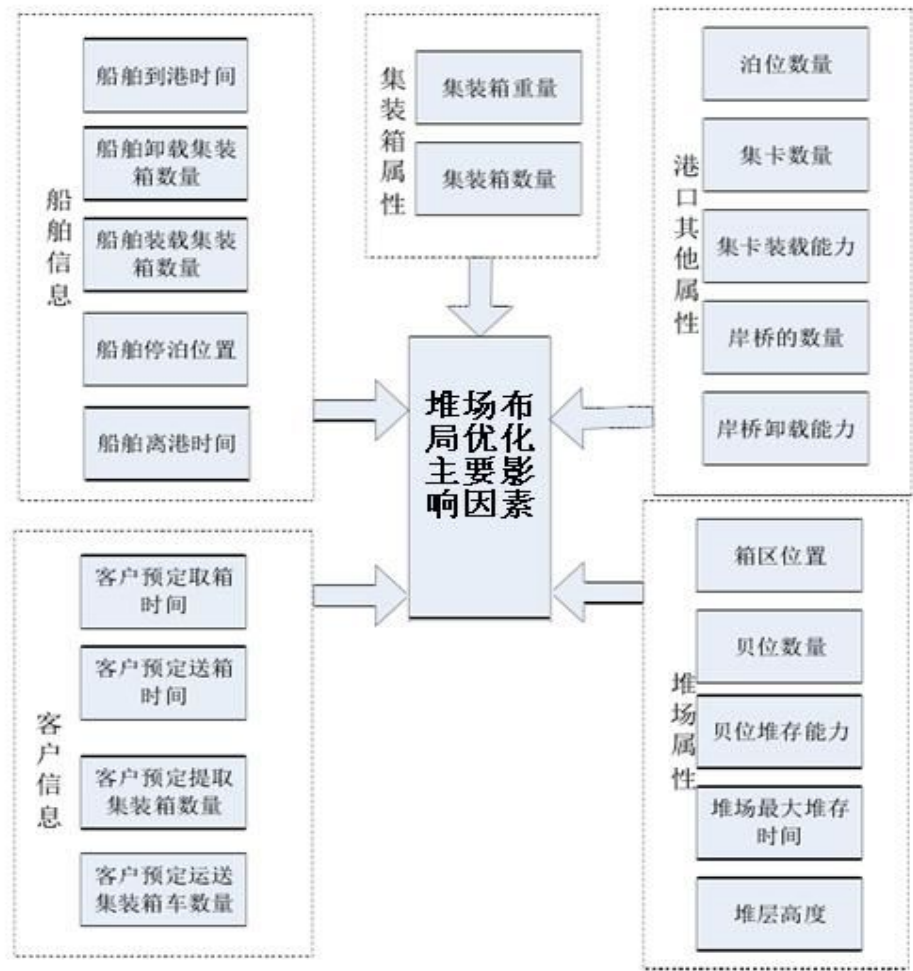 船舶信息
船舶到港时间
船舶卸载集装
箱数量
船舶装载集装
箱数量
船舶停泊位置
船舶离港时间
集装箱属性
集装箱重量
集装箱数量
港口其他属性
泊位数量
集卡数量
集卡装载能力
岸桥的数量
岸桥卸载能力
堆场布
局优化
主要影
响因素
客户信息
客户预定取箱
时间
客户预定送箱
时间
客户预定提取
集装箱数量
客户预定运送
集装箱车数量
堆场属性
箱区位置
贝位数量
贝位堆存能力
堆场最大堆存
时间
堆层高度